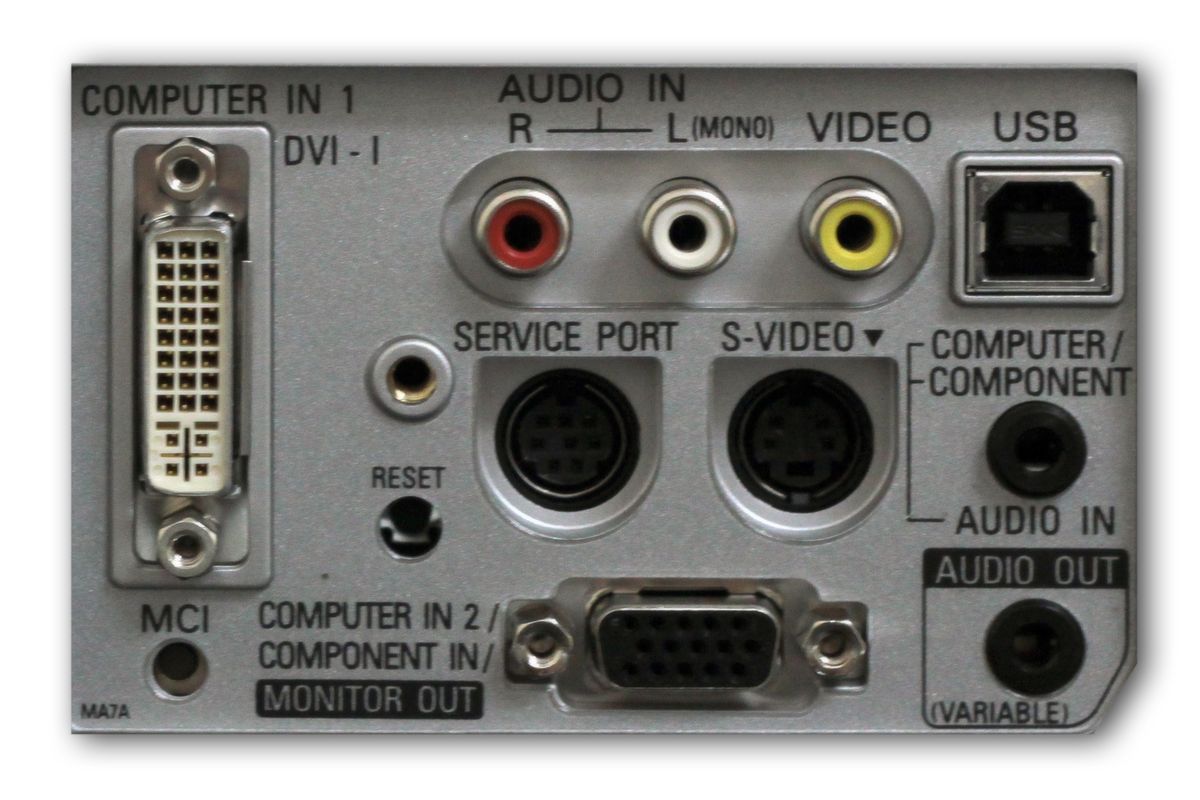 COMPUTER IN 1
DVI - I
AUDIO IN
R L (MONO) VIDEO USB
SERVICE PORT
S-VIDEO ▼
COMPUTER/
COMPONENT
AUDIO IN
RESET
AUDIO OUT
(VARIABLE)
MCI
COMPUTER IN 2 /
COMPONENT IN/
MONITOR OUT
MA7A